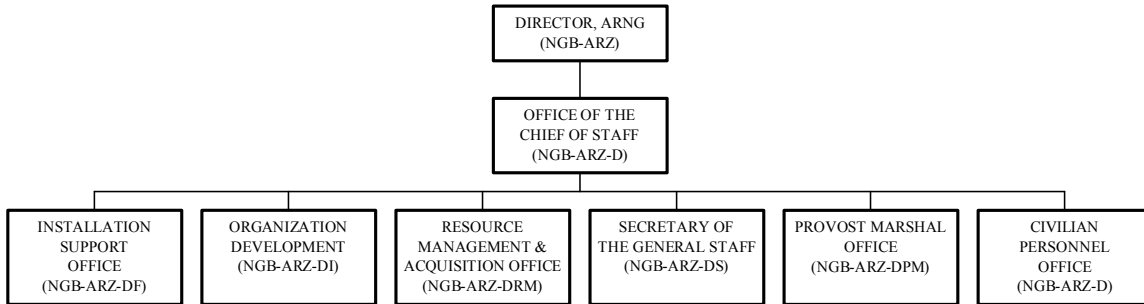 DIRECTOR, ARNG
(NGB-ARZ)
OFFICE OF THE
CHIEF OF STAFF
(NGB-ARZ-D)
INSTALLATION
SUPPORT
OFFICE
(NGB-ARZ-DF)
ORGANIZATION
DEVELOPMENT
(NGB-ARZ-DI)
RESOURCE
MANAGEMENT &
ACQUISITION OFFICE
(NGB-ARZ-DRM)
SECRETARY OF
THE GENERAL STAFF
(NGB-ARZ-DS)
PROVOST MARSHAL
OFFICE
(NGB-ARZ-DPM)
CIVILIAN
PERSONNEL
OFFICE
(NGB-ARZ-D)